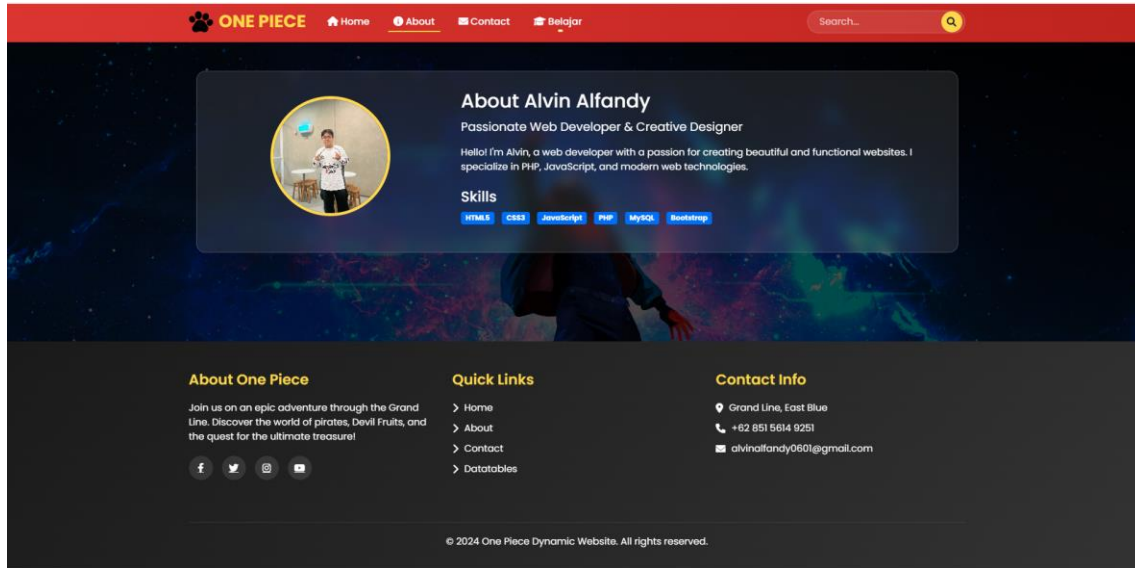 ONE PIECE
Home
About
Contact
Belajar
Search...
About Alvin Alfandy
Passionate Web Developer & Creative Designer
Hello! I'm Alvin, a web developer with a passion for creating beautiful and functional websites. I
specialize in PHP, JavaScript, and modern web technologies.
Skills
HTML5 CSS3 JavaScript PHP MySQL Bootstrap
About One Piece
Join us on an epic adventure through the Grand
Line. Discover the world of pirates, Devil Fruits, and
the quest for the ultimate treasure!
Quick Links
Home
About
Contact
Datatables
Contact Info
Grand Line, East Blue
+62 851 5614 9251
alvinalfandy0601@gmail.com
© 2024 One Piece Dynamic Website. All rights reserved.